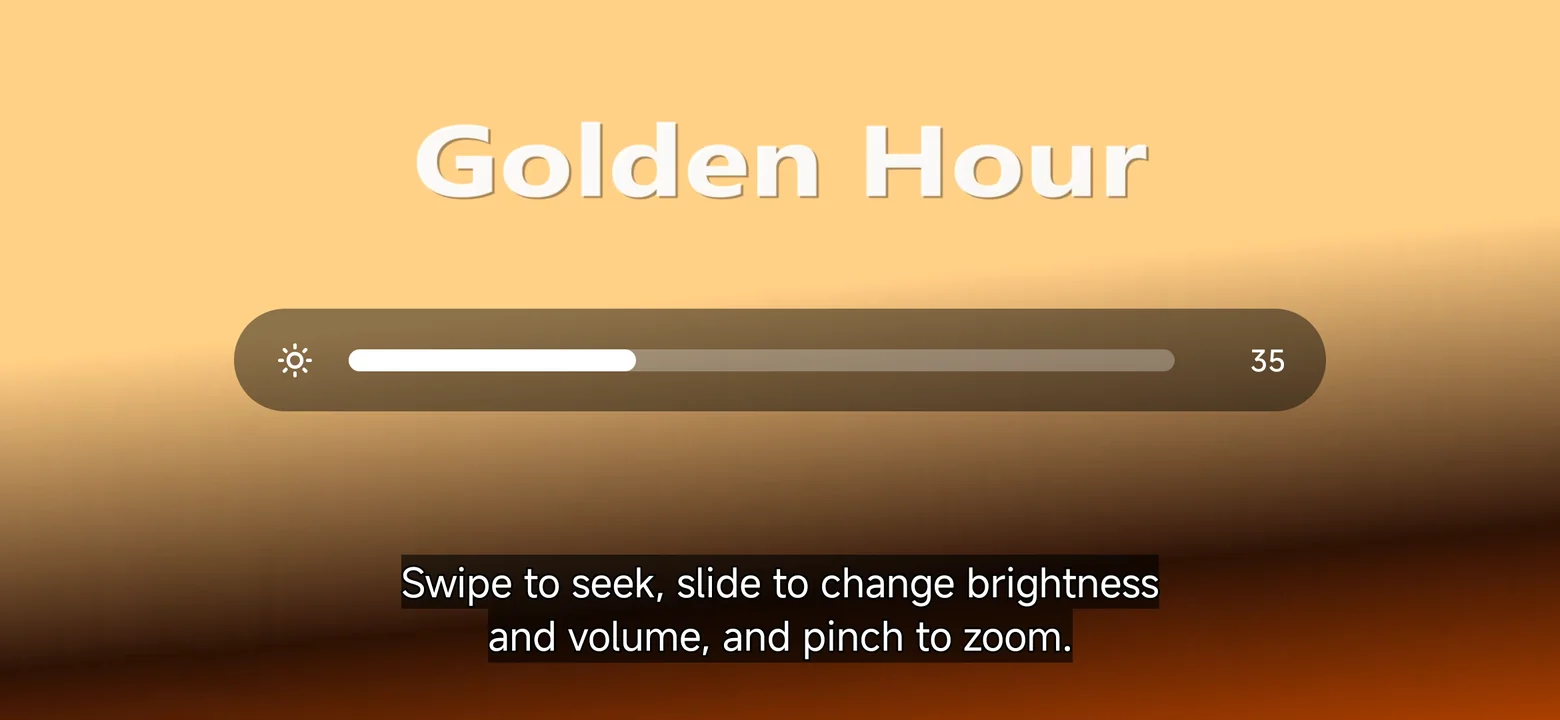 Golden Hour
35
Swipe to seek, slide to change brightness
and volume, and pinch to zoom.